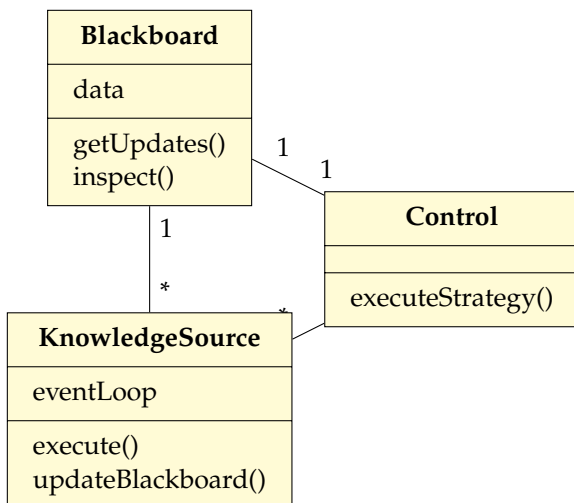 Blackboard
data
getUpdates()
inspect()
1
1
Control
executeStrategy()
1
*
*
KnowledgeSource
eventLoop
execute()
updateBlackboard()